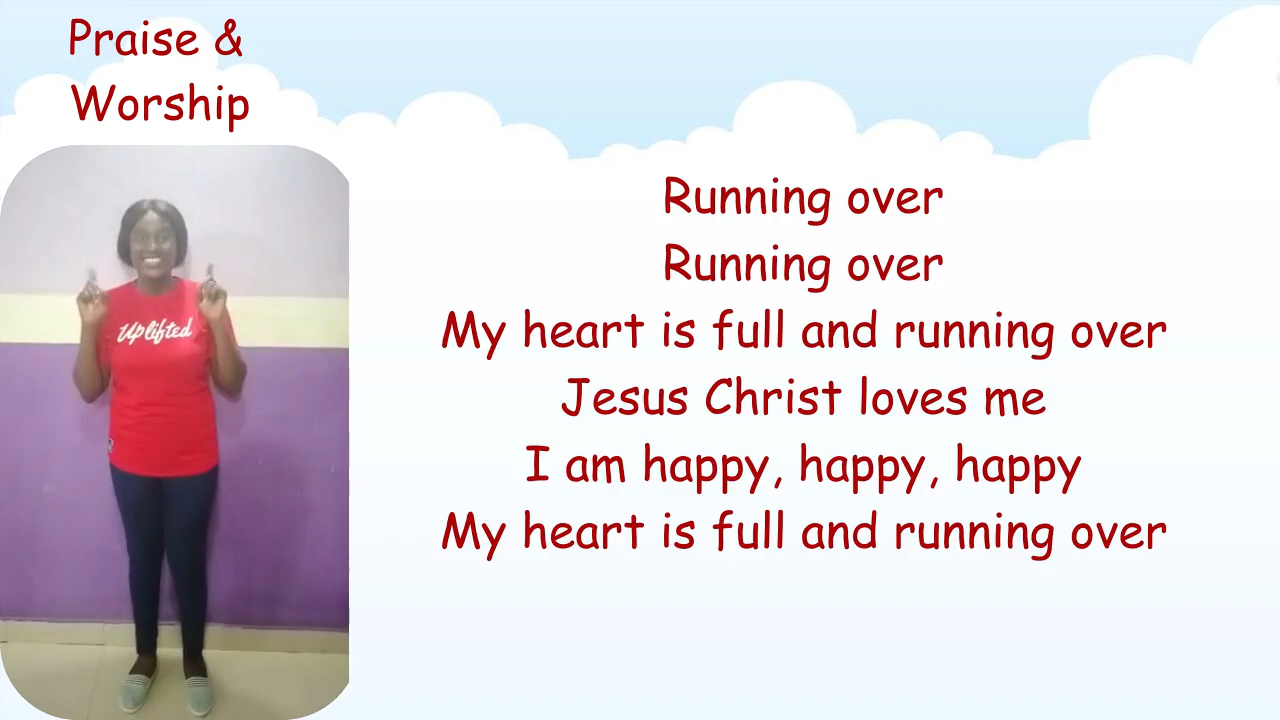 Praise &
Worship
Uplifted
Running over
Running over
My heart is full and running over
Jesus Christ loves me
I am happy, happy, happy
My heart is full and running over